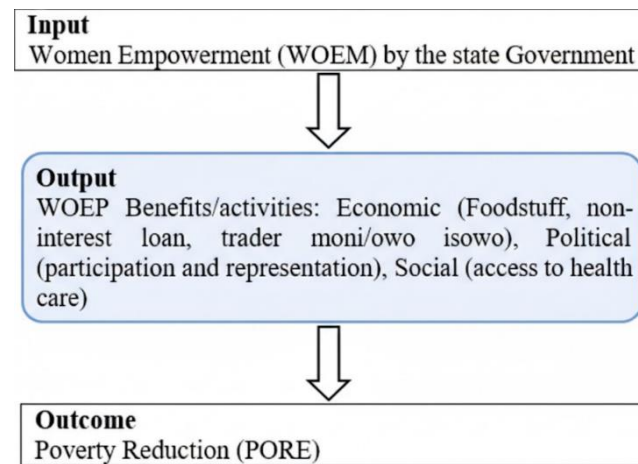 Input
Women Empowerment (WOEM) by the state Government
Output
WOEP Benefits/activities: Economic (Foodstuff, non-
interest loan, trader moni/owo isowo), Political
(participation and representation), Social (access to health
care)
Outcome
Poverty Reduction (PORE)